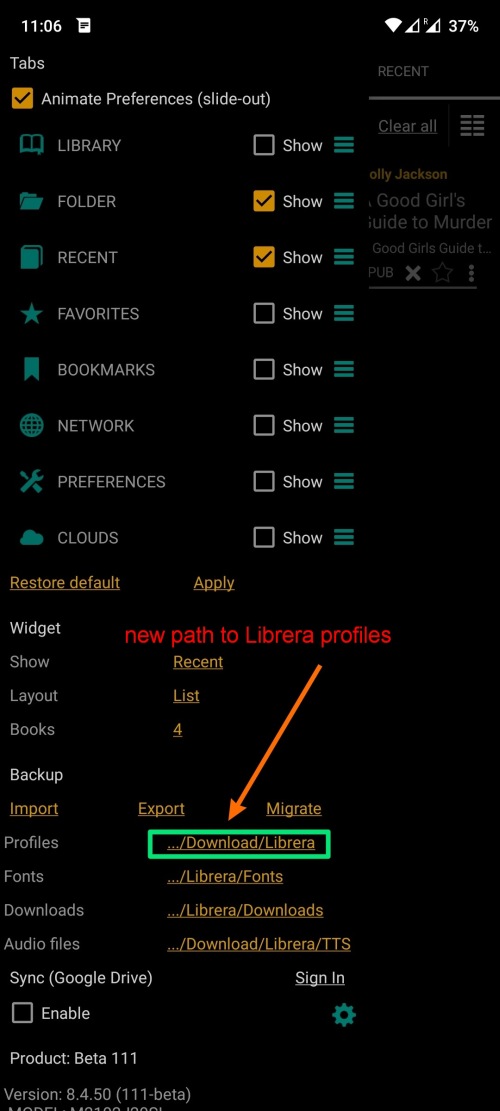 11:06
R
37%
Tabs
RECENT
Animate Preferences (slide-out)
Clear all
LIBRARY Show
olly Jackson
A Good Girl's
Guide to Murder
FOLDER Show
Good Girls Guide t...
RECENT Show
PUB
FAVORITES Show
BOOKMARKS Show
NETWORK Show
PREFERENCES Show
CLOUDS Show
Restore default Apply
Widget
new path to Librera profiles
Show Recent
Layout List
Books 4
Backup
Import Export Migrate
Profiles .../Download/Librera
Fonts .../Librera/Fonts
Downloads .../Librera/Downloads
Audio files .../Download/Librera/TTS
Sync (Google Drive) Sign In
Enable
Product: Beta 111
Version: 8.4.50 (111-beta)